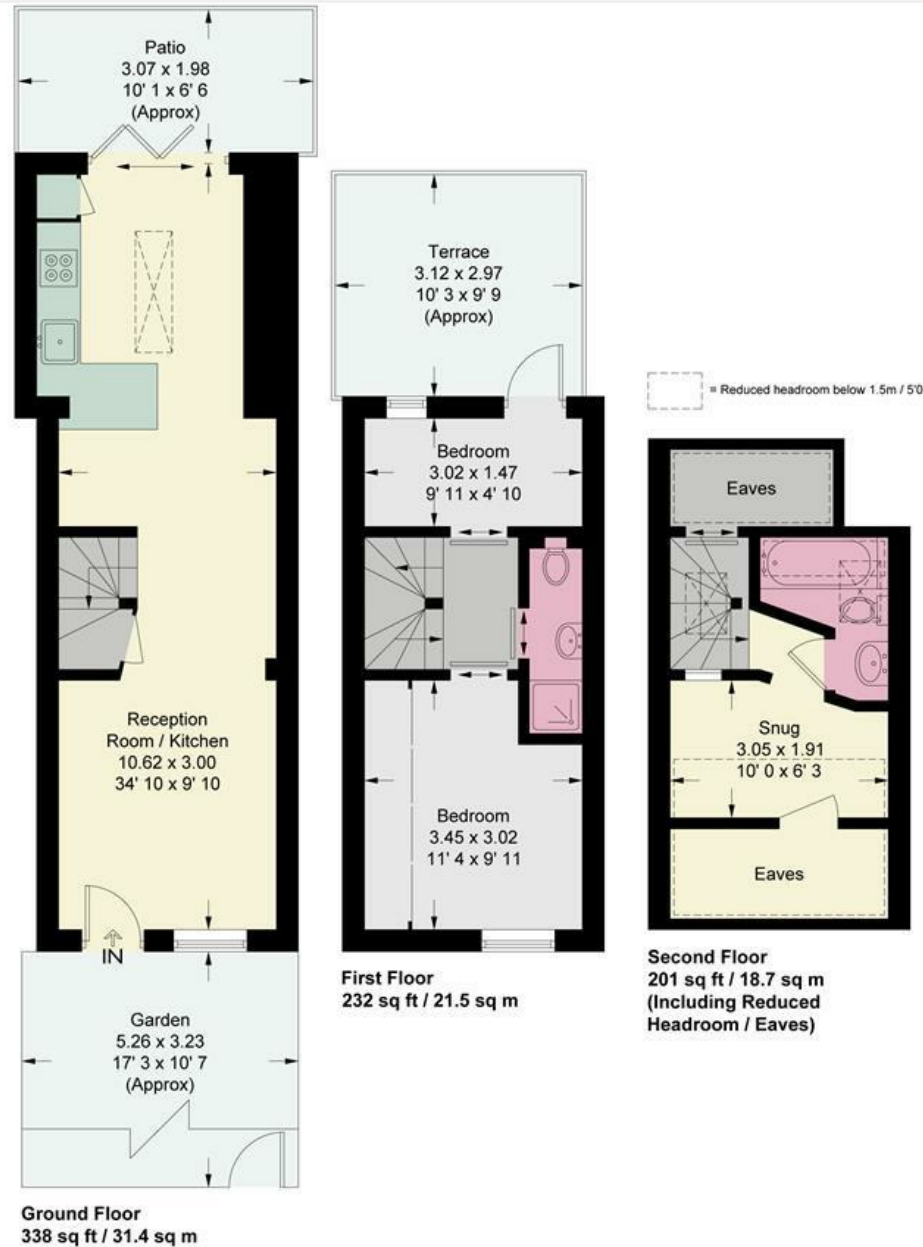 Patio
3.07 x 1.98
10' 1 x 6' 6
(Approx)
Terrace
3.12 x 2.97
10' 3 x 9' 9
(Approx)
= Reduced headroom below 1.5m / 5'0
Bedroom
3.02 x 1.47
9' 11 x 4' 10
Eaves
Reception
Room / Kitchen
10.62 x 3.00
34' 10 x 9' 10
Snug
3.05 x 1.91
10' 0 x 6' 3
Bedroom
3.45 x 3.02
11' 4 x 9' 11
Eaves
IN
First Floor
232 sq ft / 21.5 sq m
Second Floor
201 sq ft / 18.7 sq m
(Including Reduced
Headroom / Eaves)
Garden
5.26 x 3.23
17' 3 x 10' 7
(Approx)
Ground Floor
338 sq ft / 31.4 sq m